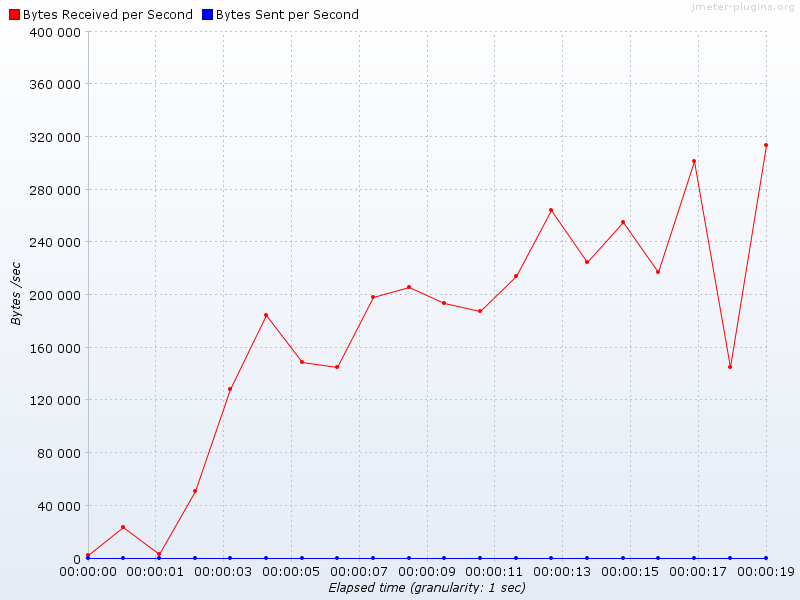 jmeter-plugins.org
Bytes Received per Second Bytes Sent per Second
400 000
360 000
320 000
280 000
240 000
200 000
160 000
120 000
80 000
40 000
0
Bytes /sec
00:00:00 00:00:01 00:00:03 00:00:05 00:00:07 00:00:09 00:00:11 00:00:13 00:00:15 00:00:17 00:00:19
Elapsed time (granularity: 1 sec)